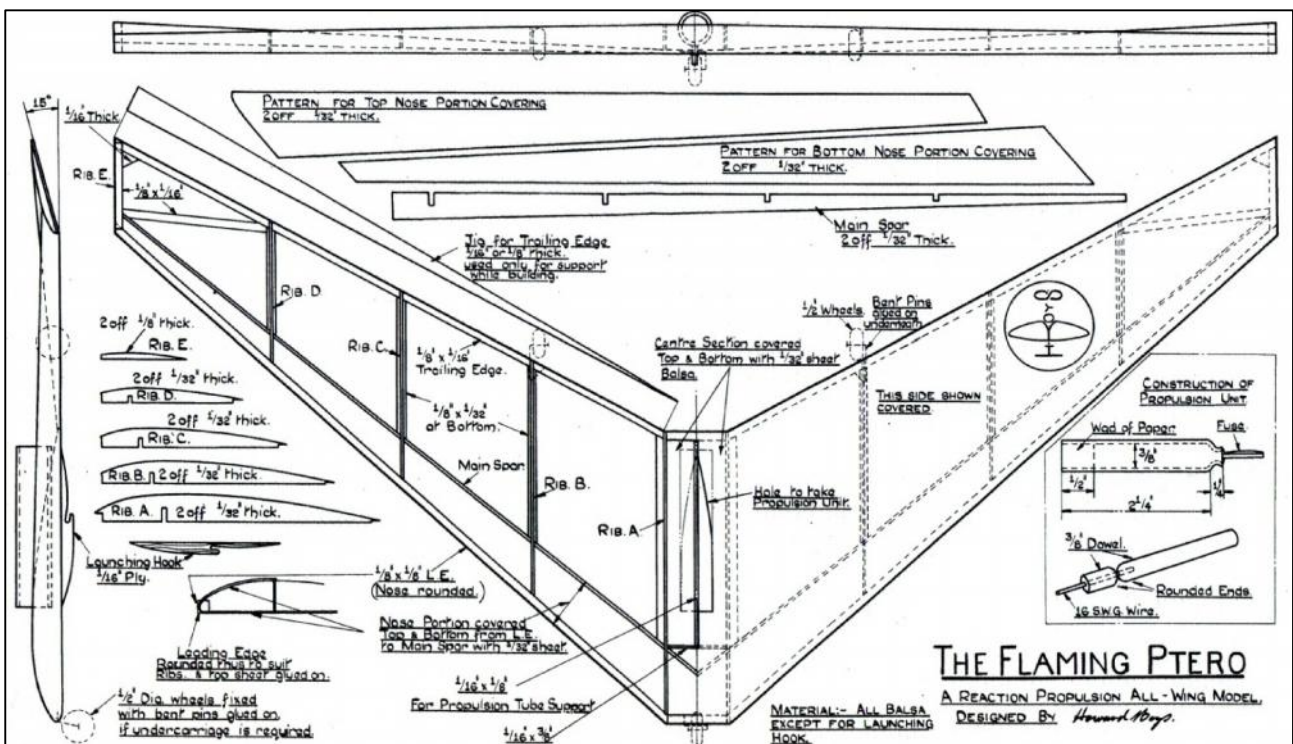 15°
1/16" Thick.
PATTERN FOR TOP NOSE PORTION COVERING
2 OFF 1/32" THICK.
PATTERN FOR BOTTOM NOSE PORTION COVERING
2 OFF 1/32" THICK.
RIB. E.
1/8" x 1/16"
Main Spar
2 off 1/32" Thick.
Jig for Trailing Edge
1/16" or 1/8" thick.
used only for support
while building.
RIB. D.
1/2" Wheels.
Bent Pins
glued on
underneath
2 off 1/8" thick.
RIB. E.
RIB. C.
1/8" x 1/16"
Trailing Edge.
Centre Section covered
Top & Bottom with 1/32" sheet
Balsa.
2 off 1/32" thick.
RIB. D.
1/8" x 1/32"
at Bottom.
THIS SIDE SHOWN
COVERED.
CONSTRUCTION OF
PROPULSION UNIT
2 off 1/32" thick.
RIB. C.
Wad of Paper
Fuse.
3/8"
Main Spar.
RIB. B. 2 off 1/32" thick.
RIB. B.
Hole to take
Propulsion Unit.
1/2"
1/4"
2 1/4"
RIB. A. 2 off 1/32" thick.
RIB. A
Launching Hook
1/16" Ply.
3/8" Dowel.
Rounded Ends.
16 S.W.G. Wire.
1/8" x 1/8" L.E.
(Nose rounded.)
Nose Portion covered
Top & Bottom from L.E.
to Main Spar with 1/32" sheet.
Leading Edge
Rounded thus to suit
Ribs. & top sheet glued on.
THE FLAMING PTERO
A REACTION PROPULSION ALL-WING MODEL.
DESIGNED BY Howard Boys.
1/2" Dia. wheels fixed
with bent pins glued on,
if undercarriage is required.
1/16" x 1/8"
For Propulsion Tube Support
1/16" x 3/8"
MATERIAL:- ALL BALSA
EXCEPT FOR LAUNCHING
HOOK.